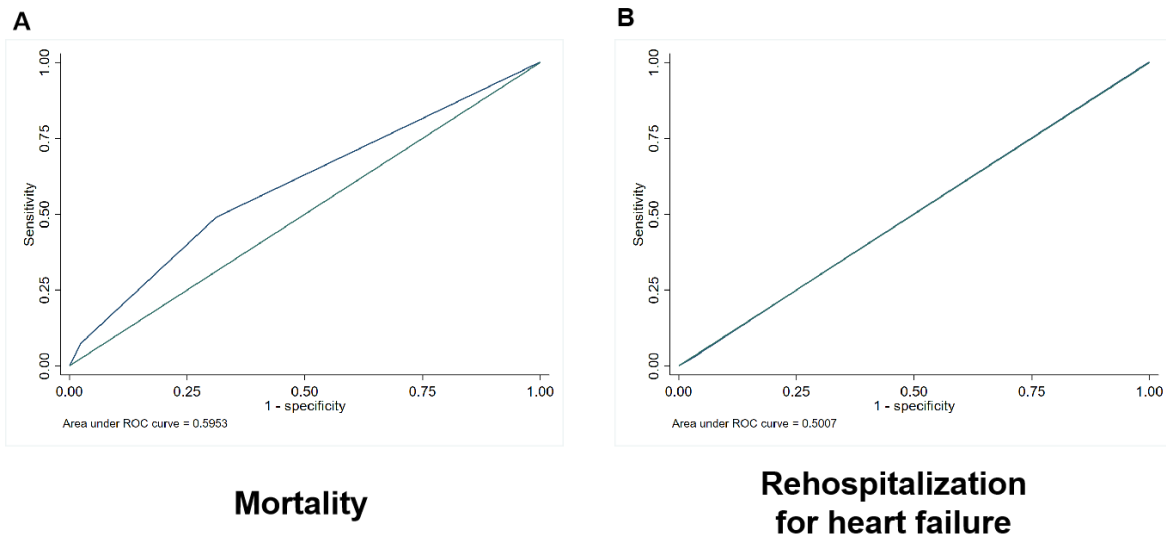 A
1.00
0.75
0.50
0.25
0.00
Sensitivity
0.00
0.25
0.50
0.75
1.00
1 - specificity
Area under ROC curve = 0.5953
Mortality
B
1.00
0.75
0.50
0.25
0.00
Sensitivity
0.00
0.25
0.50
0.75
1.00
1 - specificity
Area under ROC curve = 0.5007
Rehospitalization
for heart failure